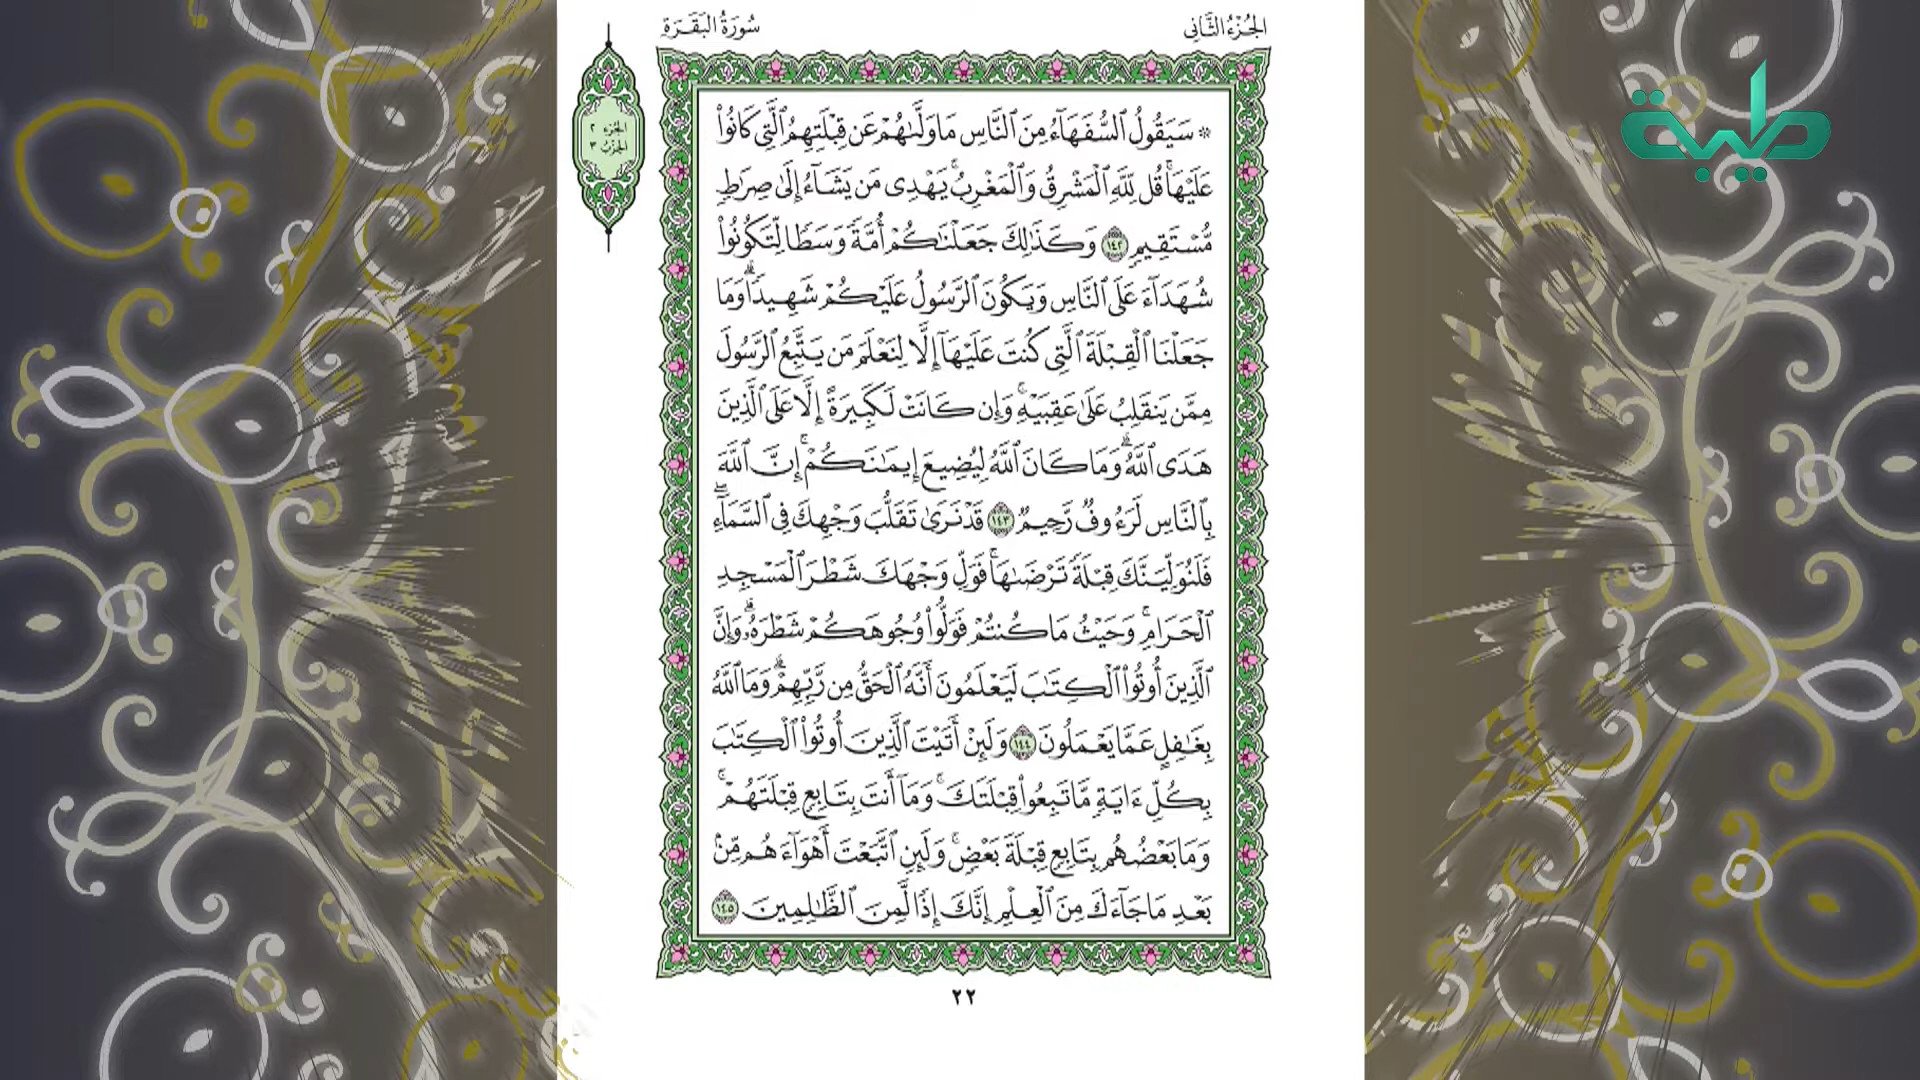 الجزء الثاني
سورة البقرة
طيبة
الجزء ٢
الحزب ٣
۞ سَيَقُولُ ٱلسُّفَهَآءُ مِنَ ٱلنَّاسِ مَا وَلَّىٰهُمْ عَن قِبْلَتِهِمُ ٱلَّتِى كَانُوا۟
عَلَيْهَا ۚ قُل لِّلَّهِ ٱلْمَشْرِقُ وَٱلْمَغْرِبُ ۚ يَهْدِى مَن يَشَآءُ إِلَىٰ صِرَٰطٍ
مُّسْتَقِيمٍ ١٤٢ وَكَذَٰلِكَ جَعَلْنَٰكُمْ أُمَّةً وَسَطًا لِّتَكُونُوا۟
شُهَدَآءَ عَلَى ٱلنَّاسِ وَيَكُونَ ٱلرَّسُولُ عَلَيْكُمْ شَهِيدًا ۗ وَمَا
جَعَلْنَا ٱلْقِبْلَةَ ٱلَّتِى كُنتَ عَلَيْهَآ إِلَّا لِنَعْلَمَ مَن يَتَّبِعُ ٱلرَّسُولَ
مِمَّن يَنقَلِبُ عَلَىٰ عَقِبَيْهِ ۚ وَإِن كَانَتْ لَكَبِيرَةً إِلَّا عَلَى ٱلَّذِينَ
هَدَى ٱللَّهُ ۗ وَمَا كَانَ ٱللَّهُ لِيُضِيعَ إِيمَٰنَكُمْ ۚ إِنَّ ٱللَّهَ
بِٱلنَّاسِ لَرَءُوفٌ رَّحِيمٌ ١٤٣ قَدْ نَرَىٰ تَقَلُّبَ وَجْهِكَ فِى ٱلسَّمَآءِ ۖ
فَلَنُوَلِّيَنَّكَ قِبْلَةً تَرْضَىٰهَا ۚ فَوَلِّ وَجْهَكَ شَطْرَ ٱلْمَسْجِدِ
ٱلْحَرَامِ ۚ وَحَيْثُ مَا كُنتُمْ فَوَلُّوا۟ وُجُوهَكُمْ شَطْرَهُۥ ۗ وَإِنَّ
ٱلَّذِينَ أُوتُوا۟ ٱلْكِتَٰبَ لَيَعْلَمُونَ أَنَّهُ ٱلْحَقُّ مِن رَّبِّهِمْ ۗ وَمَا ٱللَّهُ
بِغَٰفِلٍ عَمَّا يَعْمَلُونَ ١٤٤ وَلَئِنْ أَتَيْتَ ٱلَّذِينَ أُوتُوا۟ ٱلْكِتَٰبَ
بِكُلِّ ءَايَةٍ مَّا تَبِعُوا۟ قِبْلَتَكَ ۚ وَمَآ أَنتَ بِتَابِعٍ قِبْلَتَهُمْ ۚ
وَمَا بَعْضُهُم بِتَابِعٍ قِبْلَةَ بَعْضٍ ۚ وَلَئِنِ ٱتَّبَعْتَ أَهْوَآءَهُم مِّنۢ
بَعْدِ مَا جَآءَكَ مِنَ ٱلْعِلْمِ إِنَّكَ إِذًا لَّمِنَ ٱلظَّٰلِمِينَ ١٤٥
٢٢